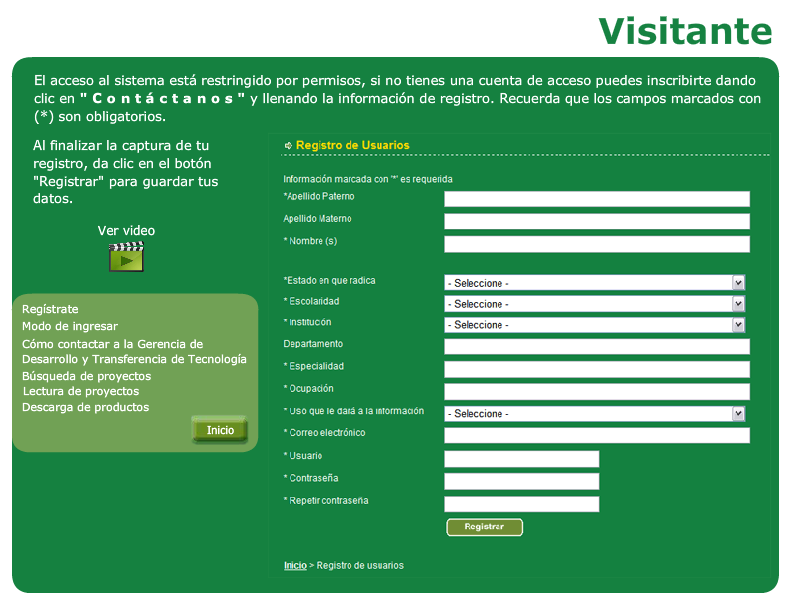 Visitante
El acceso al sistema está restringido por permisos, si no tienes una cuenta de acceso puedes inscribirte dando
clic en " C o n t á c t a n o s " y llenando la información de registro. Recuerda que los campos marcados con
(*) son obligatorios.
Al finalizar la captura de tu
registro, da clic en el botón
"Registrar" para guardar tus
datos.
Ver video
Regístrate
Modo de ingresar
Cómo contactar a la Gerencia de
Desarrollo y Transferencia de Tecnología
Búsqueda de proyectos
Lectura de proyectos
Descarga de productos
Inicio
Registro de Usuarios
Información marcada con '*' es requerida
*Apellido Paterno
Apellido Materno
* Nombre (s)
*Estado en que radica - Seleccione -
* Escolaridad - Seleccione -
* Institución - Seleccione -
Departamento
* Especialidad
* Ocupación
* Uso que le dará a la información - Seleccione -
* Correo electrónico
* Usuario
* Contraseña
* Repetir contraseña
Registrar
Inicio > Registro de usuarios